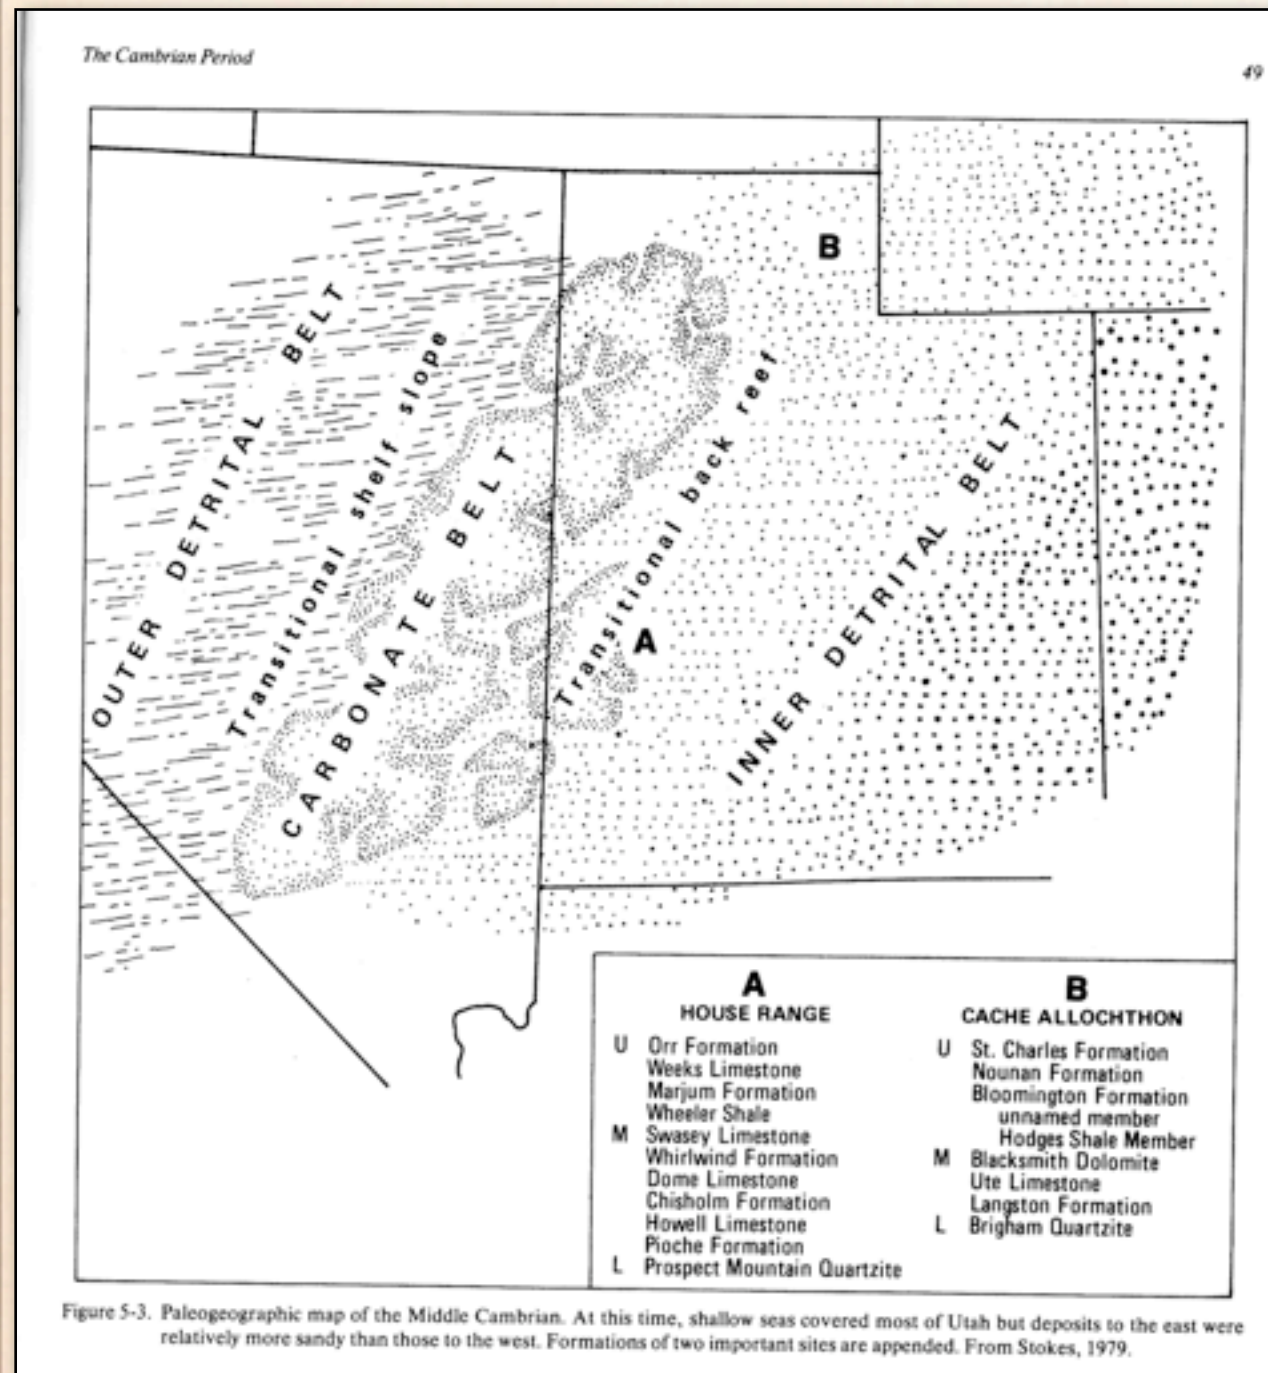 The Cambrian Period
49
B
OUTER DETRITAL BELT
Transitional shelf slope
CARBONATE BELT
Transitional back reef
A
INNER DETRITAL BELT
A
HOUSE RANGE
U Orr Formation
Weeks Limestone
Marjum Formation
Wheeler Shale
M Swasey Limestone
Whirlwind Formation
Dome Limestone
Chisholm Formation
Howell Limestone
Pioche Formation
L Prospect Mountain Quartzite
B
CACHE ALLOCHTHON
U St. Charles Formation
Nounan Formation
Bloomington Formation
unnamed member
Hodges Shale Member
M Blacksmith Dolomite
Ute Limestone
Langston Formation
L Brigham Quartzite
Figure 5-3. Paleogeographic map of the Middle Cambrian. At this time, shallow seas covered most of Utah but deposits to the east were
relatively more sandy than those to the west. Formations of two important sites are appended. From Stokes, 1979.